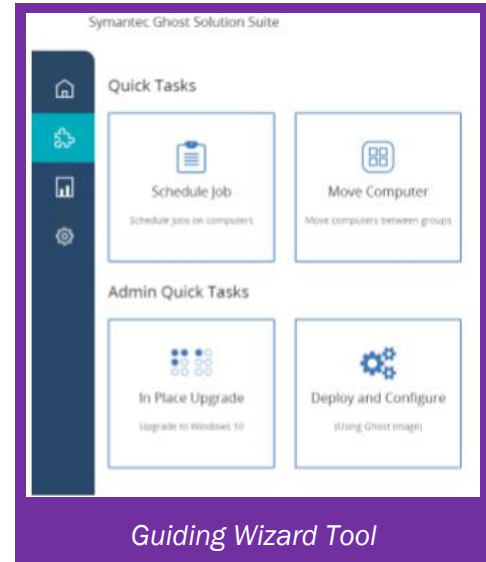 Symantec Ghost Solution Suite
Quick Tasks
Schedule Job
Move Computer
Schedule jobs on computers
Move computers between groups
Admin Quick Tasks
In Place Upgrade
Deploy and Configure
Upgrade to Windows 10
(Using Ghost image)
Guiding Wizard Tool